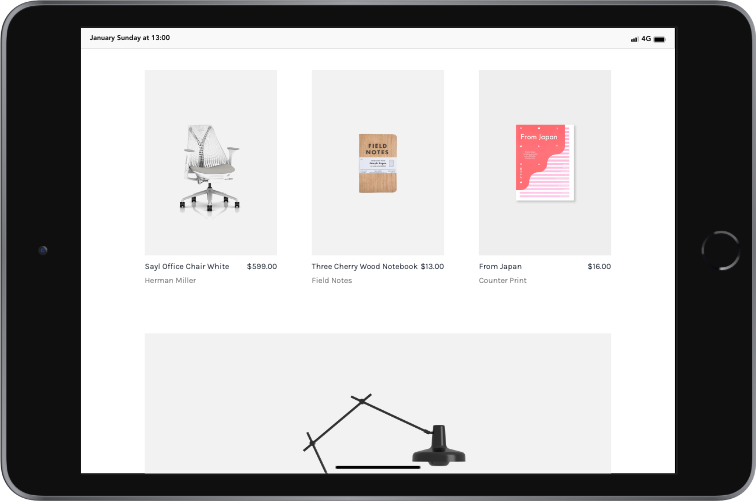 January Sunday at 13:00
4G
FIELD
NOTES
From Japan
Sayl Office Chair White $599.00
Herman Miller
Three Cherry Wood Notebook $13.00
Field Notes
From Japan $16.00
Counter Print